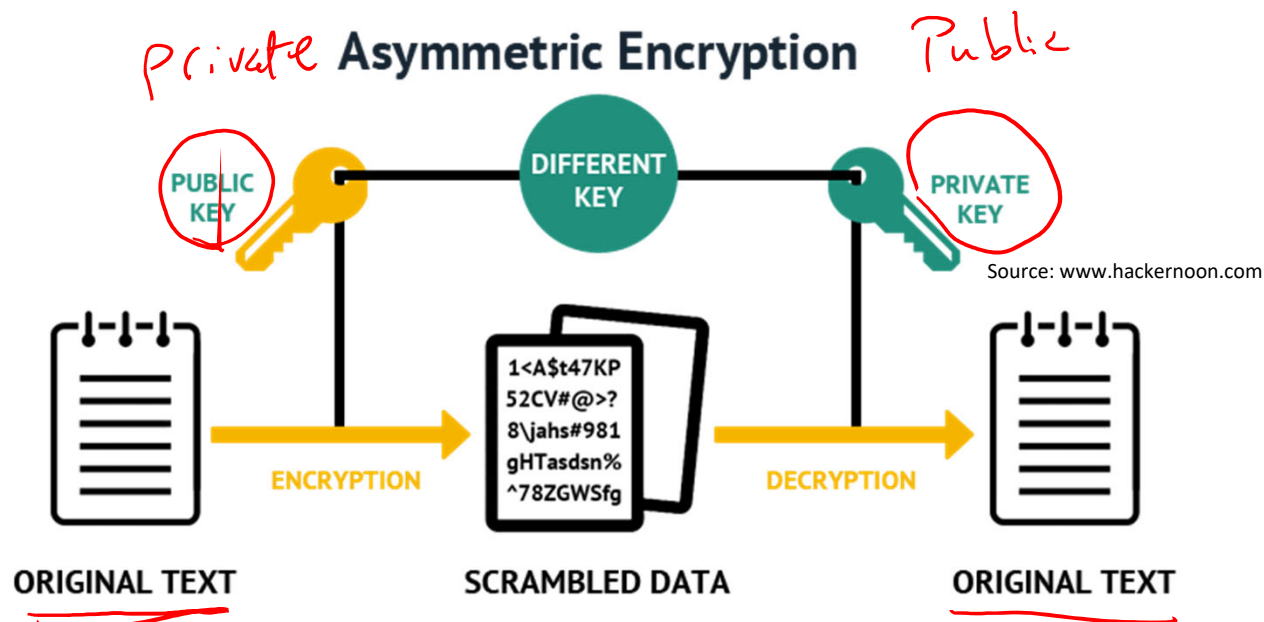 private Asymmetric Encryption Public
PUBLIC
KEY
DIFFERENT
KEY
PRIVATE
KEY
Source: www.hackernoon.com
1<A$t47KP
52CV#@>?
8\jahs#981
gHTasdsn%
^78ZGWSfg
ENCRYPTION
DECRYPTION
ORIGINAL TEXT
SCRAMBLED DATA
ORIGINAL TEXT